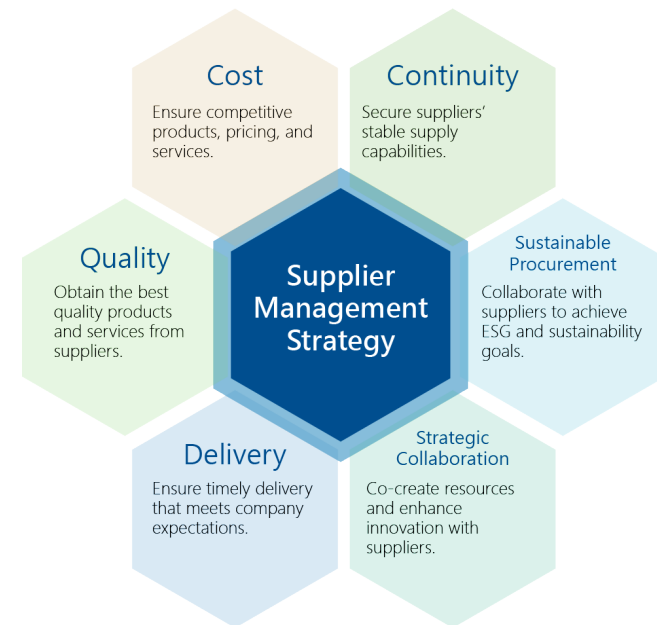 Cost
Ensure competitive
products, pricing, and
services.
Continuity
Secure suppliers'
stable supply
capabilities.
Quality
Obtain the best
quality products
and services from
suppliers.
Supplier
Management
Strategy
Sustainable
Procurement
Collaborate with
suppliers to achieve
ESG and sustainability
goals.
Delivery
Ensure timely delivery
that meets company
expectations.
Strategic
Collaboration
Co-create resources
and enhance
innovation with
suppliers.